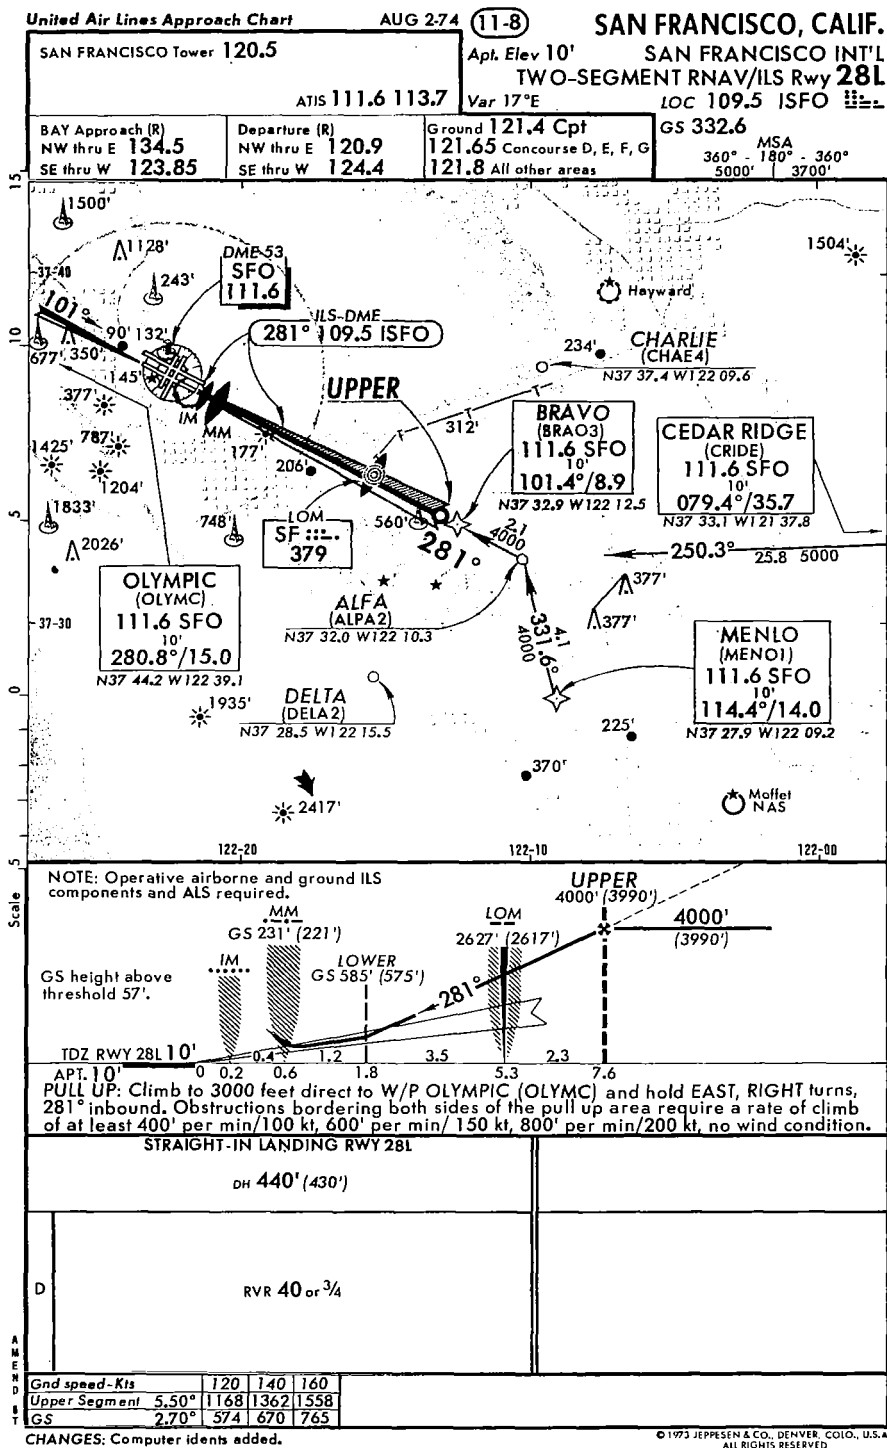 United Air Lines Approach Chart
AUG 2-74
11-8
SAN FRANCISCO, CALIF.
SAN FRANCISCO Tower 120.5
ATIS 111.6 113.7
Apt. Elev 10'
SAN FRANCISCO INT'L
TWO-SEGMENT RNAV/ILS Rwy 28L
Var 17°E
LOC 109.5 ISFO
BAY Approach (R)
NW thru E 134.5
SE thru W 123.85
Departure (R)
NW thru E 120.9
SE thru W 124.4
Ground 121.4 Cpt
121.65 Concourse D, E, F, G
121.8 All other areas
GS 332.6
MSA
360° - 180° - 360°
5000' 3700'
15
1500'
1128'
37-40
243'
DME-53
SFO
111.6
1504'
Hayward
101°
ILS-DME
281° 109.5 ISFO
10
90' 132'
677' 350'
145'
234'
CHARLIE
(CHAE4)
N37 37.4 W122 09.6
UPPER
377'
IM
MM
177'
312'
BRAVO
(BRAO3)
111.6 SFO
10'
101.4°/8.9
N37 32.9 W122 12.5
CEDAR RIDGE
(CRIDE)
111.6 SFO
10'
079.4°/35.7
N37 33.1 W121 37.8
787'
1425'
1204'
206'
1833'
748'
LOM
SF
379
560'
281°
2.1
4000
5
2026'
250.3°
25.8 5000
OLYMPIC
(OLYMC)
111.6 SFO
10'
280.8°/15.0
N37 44.2 W122 39.1
ALFA
(ALPA2)
N37 32.0 W122 10.3
377'
377'
37-30
331.6°
4.1
4000
MENLO
(MENO1)
111.6 SFO
10'
114.4°/14.0
N37 27.9 W122 09.2
0
1935'
DELTA
(DELA2)
N37 28.5 W122 15.5
225'
370'
2417'
Moffet
NAS
122-20
122-10
122-00
5
Scale
NOTE: Operative airborne and ground ILS
components and ALS required.
UPPER
4000' (3990')
MM
GS 231' (221')
LOM
2627' (2617')
4000'
(3990')
IM
LOWER
GS 585' (575')
GS height above
threshold 57'.
281°
TDZ RWY 28L 10'
0.4 1.2 3.5 2.3
APT. 10'
0 0.2 0.6 1.8 5.3 7.6
PULL UP: Climb to 3000 feet direct to W/P OLYMPIC (OLYMC) and hold EAST, RIGHT turns,
281° inbound. Obstructions bordering both sides of the pull up area require a rate of climb
of at least 400' per min/100 kt, 600' per min/ 150 kt, 800' per min/200 kt, no wind condition.
STRAIGHT-IN LANDING RWY 28L
DH 440' (430')
D
RVR 40 or 3/4
Gnd speed-Kts 120 140 160
Upper Segment 5.50° 1168 1362 1558
GS 2.70° 574 670 765
CHANGES: Computer idents added.
© 1973 JEPPESEN & CO., DENVER, COLO., U.S.A
ALL RIGHTS RESERVED